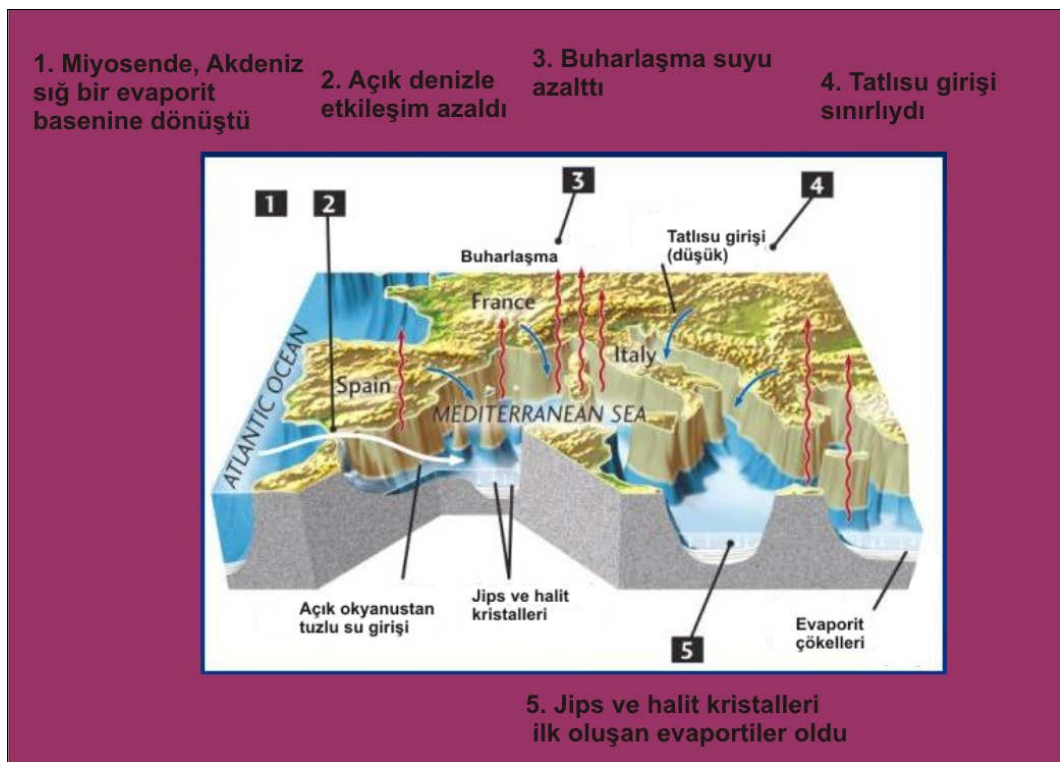 1. Miyosende, Akdeniz
sığ bir evaporit
basenine dönüştü
2. Açık denizle
etkileşim azaldı
3. Buharlaşma suyu
azalttı
4. Tatlısu girişi
sınırlıydı
1
2
3
4
Buharlaşma
Tatlısu girişi
(düşük)
France
Italy
Spain
MEDITERRANEAN SEA
ATLANTIC OCEAN
Açık okyanustan
tuzlu su girişi
Jips ve halit
kristalleri
5
Evaporit
çökelleri
5. Jips ve halit kristalleri
ilk oluşan evaportiler oldu